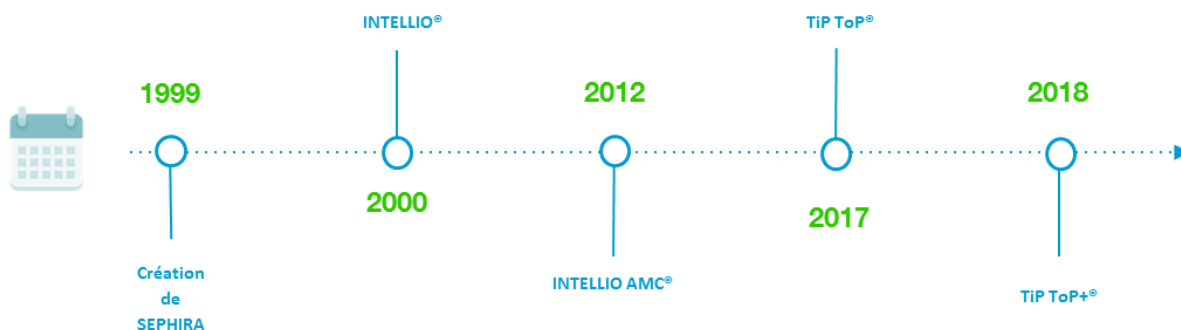 INTELLIO®
TiP ToP®
1999
2012
2018
2000
2017
Création
de
SEPHIRA
INTELLIO AMC®
TiP ToP+®